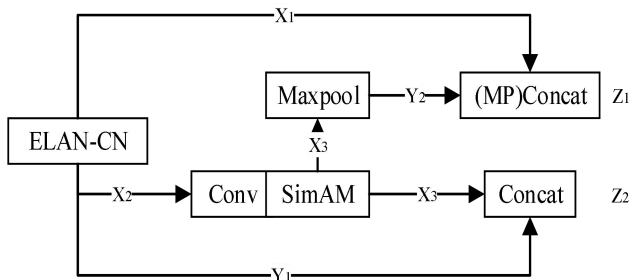 X1
Maxpool
Y2
(MP)Concat
Z1
ELAN-CN
X3
X2
Conv
SimAM
X3
Concat
Z2
Y1